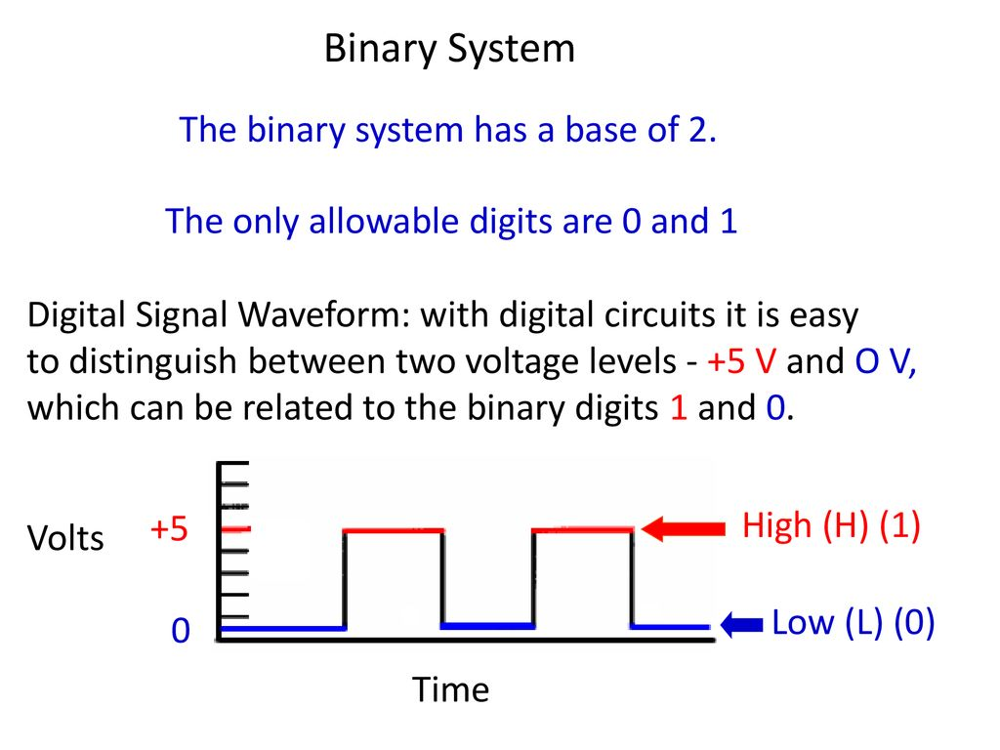 Binary System
The binary system has a base of 2.
The only allowable digits are 0 and 1
Digital Signal Waveform: with digital circuits it is easy
to distinguish between two voltage levels - +5 V and O V,
which can be related to the binary digits 1 and 0.
Volts +5 High (H) (1)
0 Low (L) (0)
Time